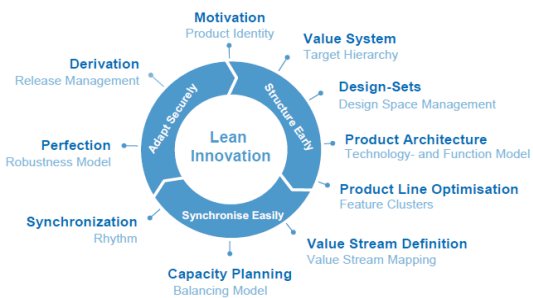 Motivation
Product Identity
Value System
Target Hierarchy
Design-Sets
Design Space Management
Product Architecture
Technology- and Function Model
Product Line Optimisation
Feature Clusters
Value Stream Definition
Value Stream Mapping
Capacity Planning
Balancing Model
Synchronization
Rhythm
Perfection
Robustness Model
Derivation
Release Management
Structure Early
Synchronise Easily
Adapt Securely
Lean
Innovation